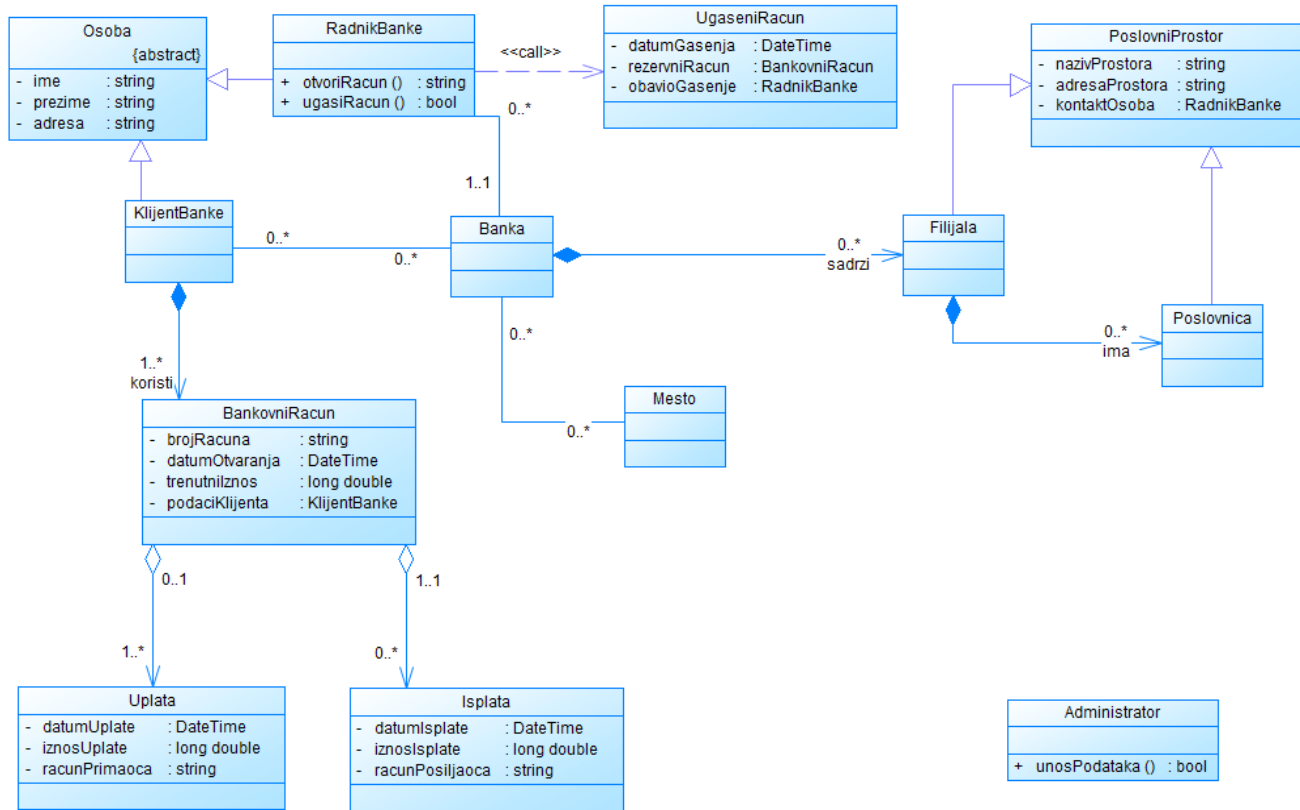 Osoba
{abstract}
- ime : string
- prezime : string
- adresa : string
RadnikBanke
+ otvoriRacun () : string
+ ugasiRacun () : bool
<<call>>
0..*
1..1
UgaseniRacun
- datumGasenja : DateTime
- rezervniRacun : BankovniRacun
- obavioGasenje : RadnikBanke
PoslovniProstor
- nazivProstora : string
- adresaProstora : string
- kontaktOsoba : RadnikBanke
KlijentBanke
0..*
0..*
Banka
0..*
sadrzi
Filijala
0..*
ima
Poslovnica
0..*
0..*
Mesto
1..*
koristi
BankovniRacun
- brojRacuna : string
- datumOtvaranja : DateTime
- trenutniIznos : long double
- podaciKlijenta : KlijentBanke
0..1
1..1
1..*
0..*
Uplata
- datumUplate : DateTime
- iznosUplate : long double
- racunPrimaoca : string
Isplata
- datumIsplate : DateTime
- iznosIsplate : long double
- racunPosiljaoca : string
Administrator
+ unosPodataka () : bool